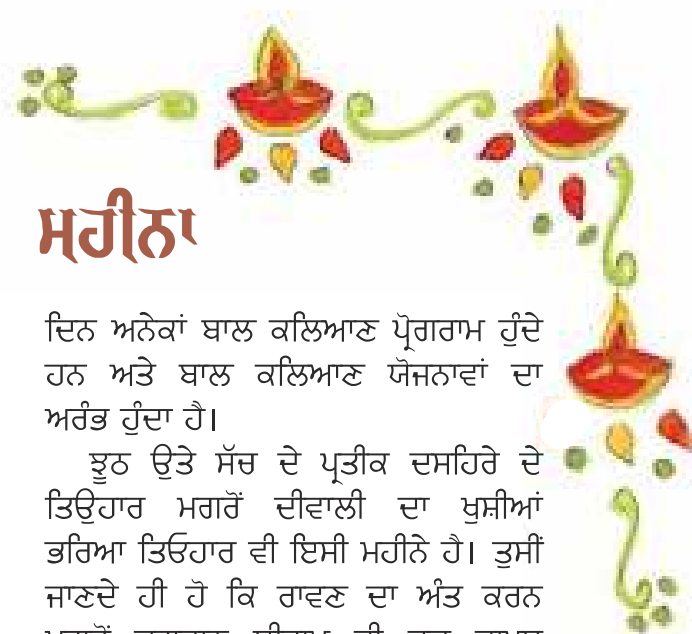 ਮਹੀਨਾ
ਦਿਨ ਅਨੇਕਾਂ ਬਾਲ ਕਲਿਆਣ ਪ੍ਰੋਗਰਾਮ ਹੁੰਦੇ
ਹਨ ਅਤੇ ਬਾਲ ਕਲਿਆਣ ਯੋਜਨਾਵਾਂ ਦਾ
ਅਰੰਭ ਹੁੰਦਾ ਹੈ।
ਝੂਠ ਉਤੇ ਸੱਚ ਦੇ ਪ੍ਰਤੀਕ ਦਸਹਿਰੇ ਦੇ
ਤਿਉਹਾਰ ਮਗਰੋਂ ਦੀਵਾਲੀ ਦਾ ਖੁਸ਼ੀਆਂ
ਭਰਿਆ ਤਿਓਹਾਰ ਵੀ ਇਸੀ ਮਹੀਨੇ ਹੈ। ਤੁਸੀਂ
ਜਾਣਦੇ ਹੀ ਹੋ ਕਿ ਰਾਵਣ ਦਾ ਅੰਤ ਕਰਨ